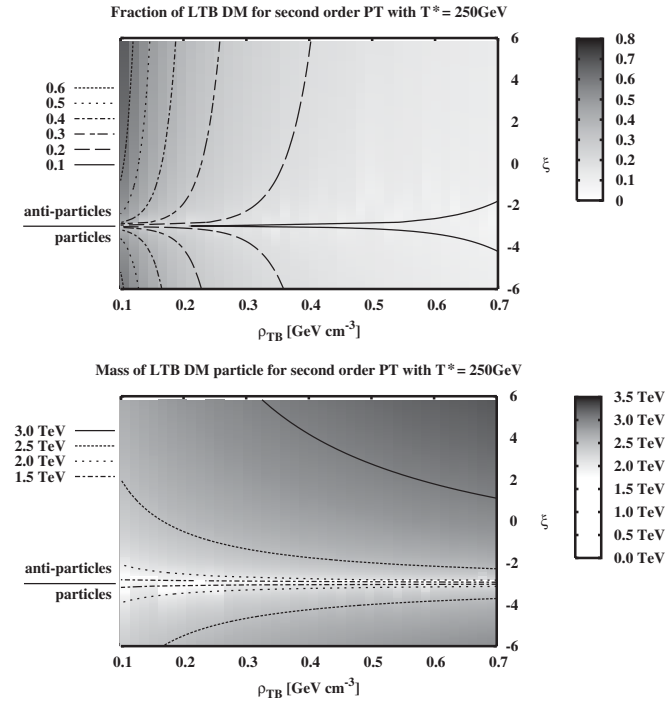 Fraction of LTB DM for second order PT with T* = 250GeV
0.6
0.5
0.4
0.3
0.2
0.1
anti-particles
particles
6
4
2
0
-2
-4
-6
ξ
0.8
0.7
0.6
0.5
0.4
0.3
0.2
0.1
0
0.1 0.2 0.3 0.4 0.5 0.6 0.7
ρTB [GeV cm-3]
Mass of LTB DM particle for second order PT with T* = 250GeV
3.0 TeV
2.5 TeV
2.0 TeV
1.5 TeV
anti-particles
particles
6
4
2
0
-2
-4
-6
ξ
3.5 TeV
3.0 TeV
2.5 TeV
2.0 TeV
1.5 TeV
1.0 TeV
0.5 TeV
0.0 TeV
0.1 0.2 0.3 0.4 0.5 0.6 0.7
ρTB [GeV cm-3]